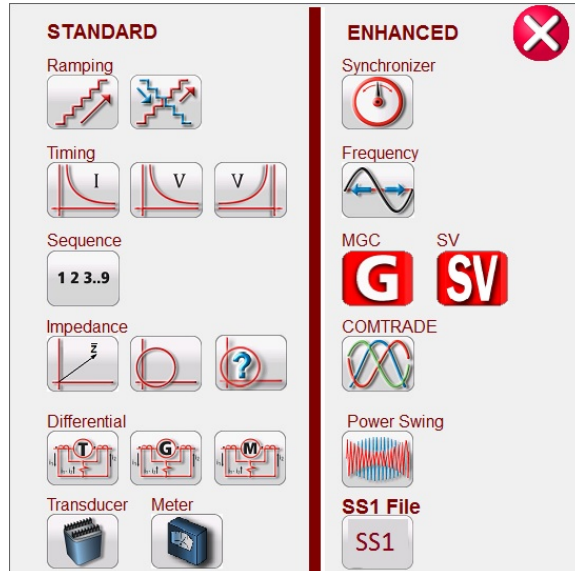 STANDARD
Ramping
Timing
I V V
Sequence
1 2 3..9
Impedance
Z
?
Differential
T G M
Transducer Meter
ENHANCED
Synchronizer
Frequency
MGC SV
G SV
COMTRADE
Power Swing
SS1 File
SS1